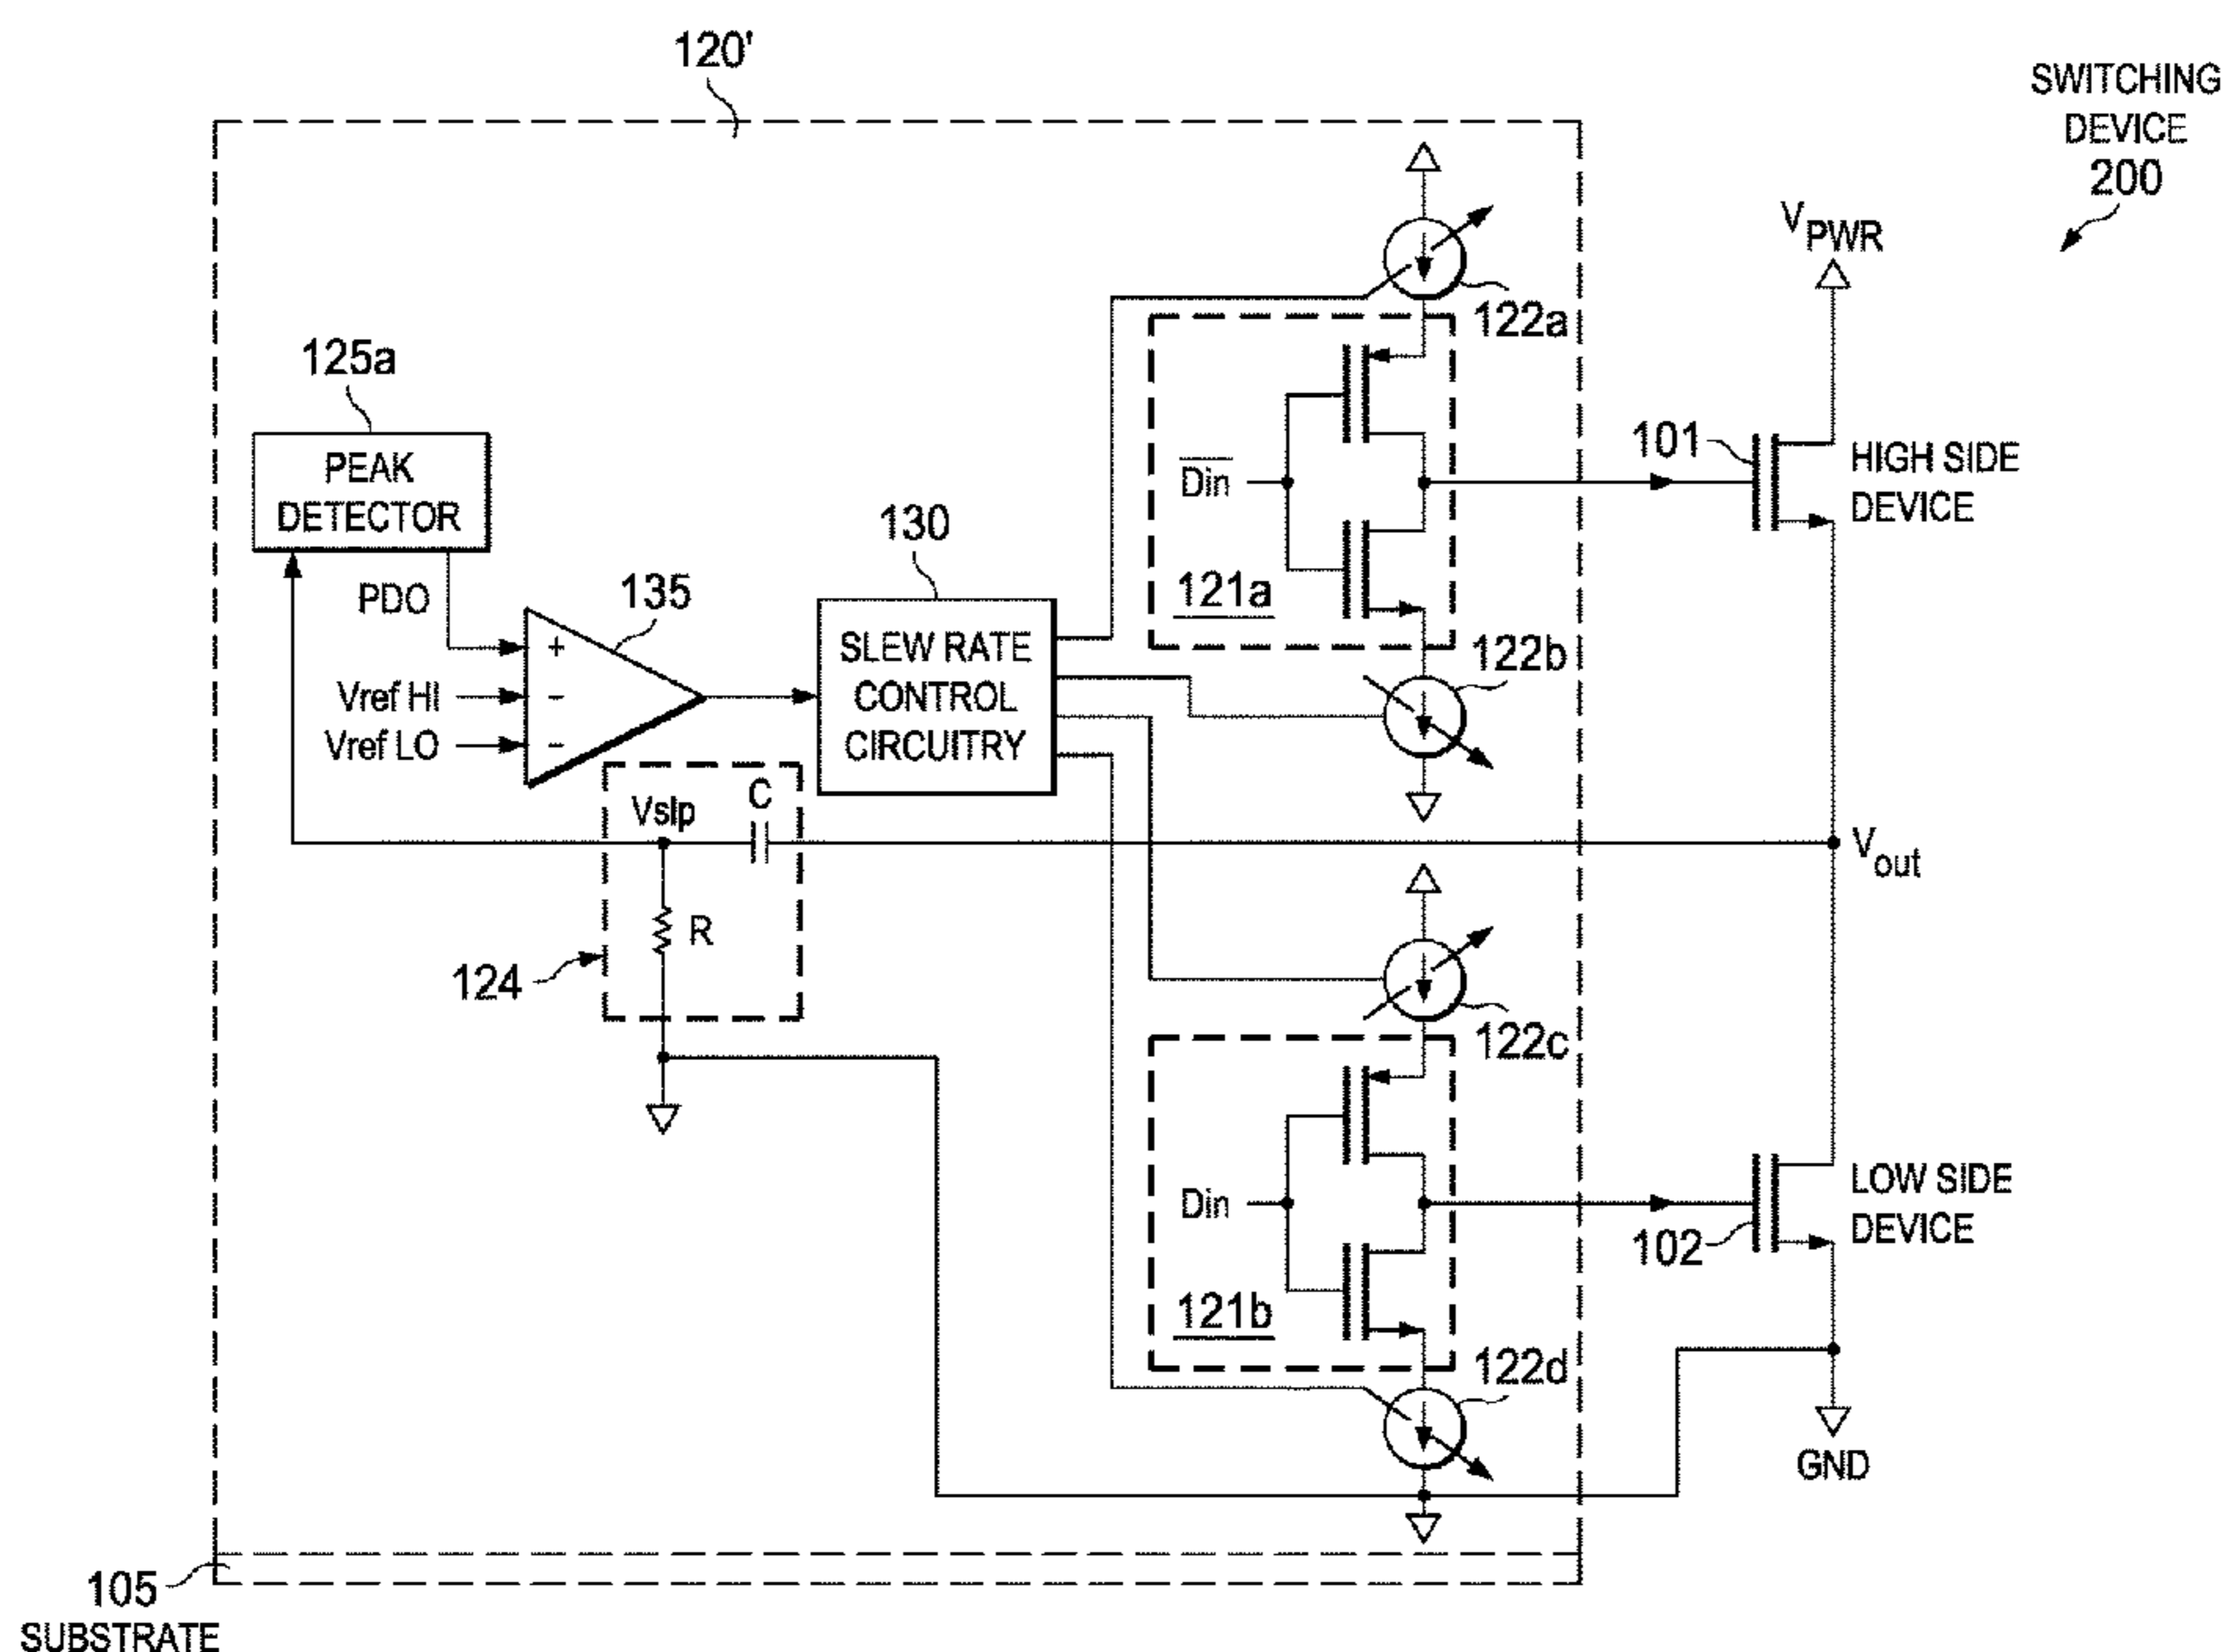 120'
SWITCHING
DEVICE
200
VPWR
122a
125a
PEAK
DETECTOR
101
HIGH SIDE
DEVICE
D̅i̅n̅
130
PDO
135
121a
SLEW RATE
CONTROL
CIRCUITRY
122b
+
Vref HI
−
Vref LO
−
Vslp
C
Vout
R
124
122c
Din
LOW SIDE
DEVICE
102
121b
122d
GND
105
SUBSTRATE